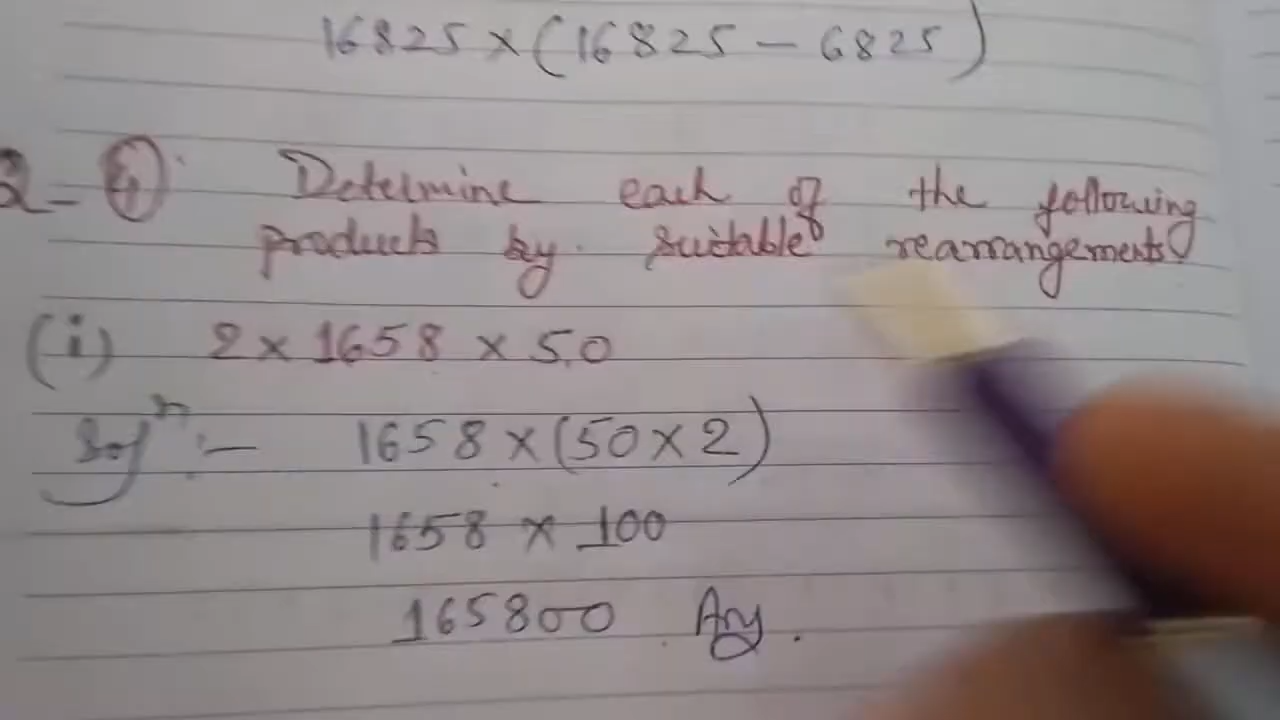 16825 × (16825 - 6825)
Q-4 Determine each of the following
products by suitable rearrangements
(i) 2 × 1658 × 50
Solⁿ :- 1658 × (50 × 2)
1658 × 100
165800 Ans.